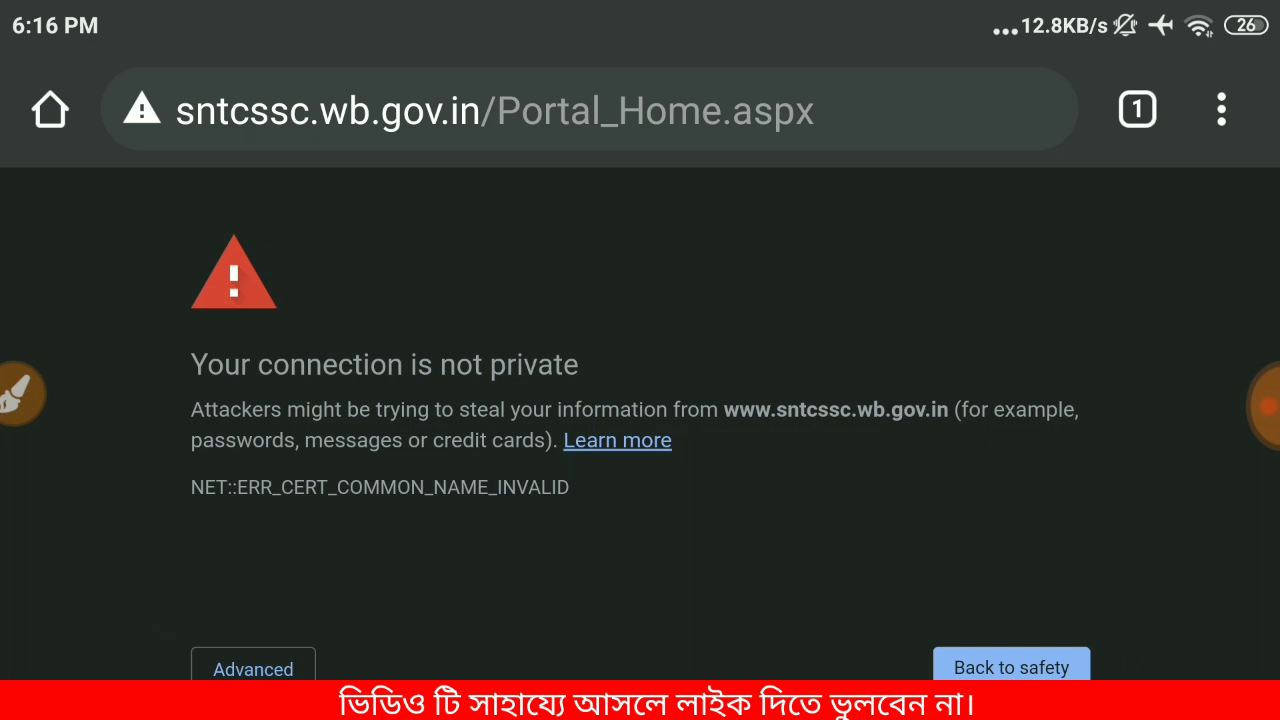 6:16 PM
...12.8KB/s 26
sntcssc.wb.gov.in/Portal_Home.aspx
1
Your connection is not private
Attackers might be trying to steal your information from www.sntcssc.wb.gov.in (for example,
passwords, messages or credit cards). Learn more
NET::ERR_CERT_COMMON_NAME_INVALID
Advanced
Back to safety
ভিডিও টি সাহায্যে আসলে লাইক দিতে ভুলবেন না।